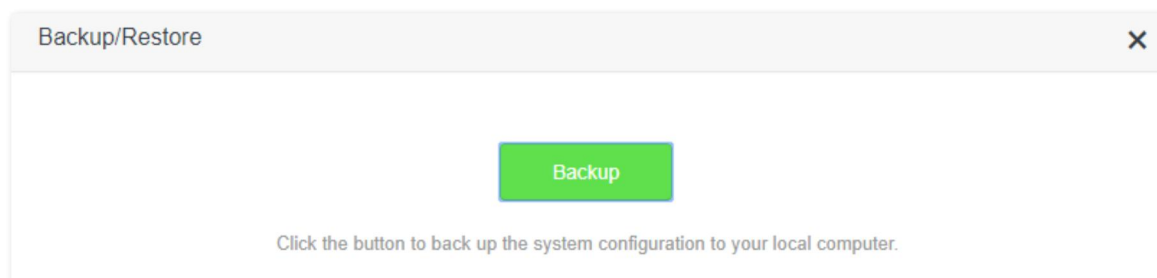 Backup/Restore
Backup
Click the button to back up the system configuration to your local computer.